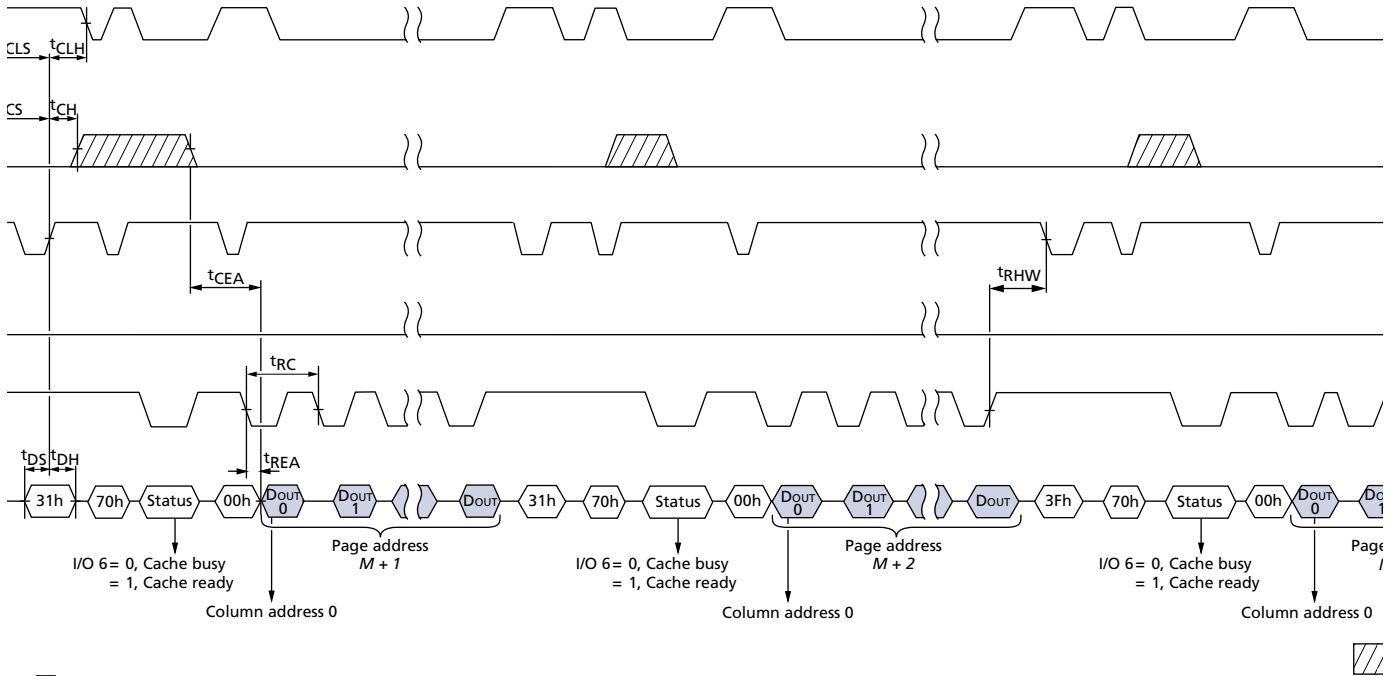 CLS tCLH
CS tCH
tCEA
tRHW
tRC
tDS tDH
tREA
31h 70h Status 00h DOUT 0 DOUT 1 DOUT 31h 70h Status 00h DOUT 0 DOUT 1 DOUT 3Fh 70h Status 00h DOUT 0
Page address
M + 1
Page address
M + 2
I/O 6 = 0, Cache busy
= 1, Cache ready
I/O 6 = 0, Cache busy
= 1, Cache ready
I/O 6 = 0, Cache busy
= 1, Cache ready
Column address 0
Column address 0
Column address 0